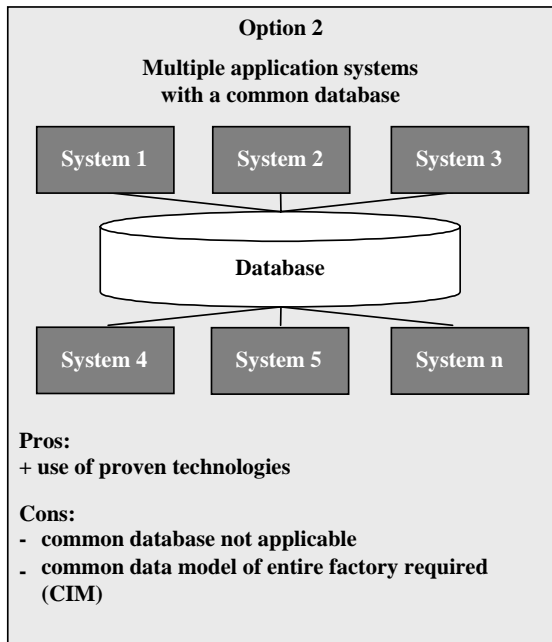 Option 2
Multiple application systems
with a common database
System 1 System 2 System 3
Database
System 4 System 5 System n
Pros:
+ use of proven technologies
Cons:
- common database not applicable
- common data model of entire factory required
(CIM)